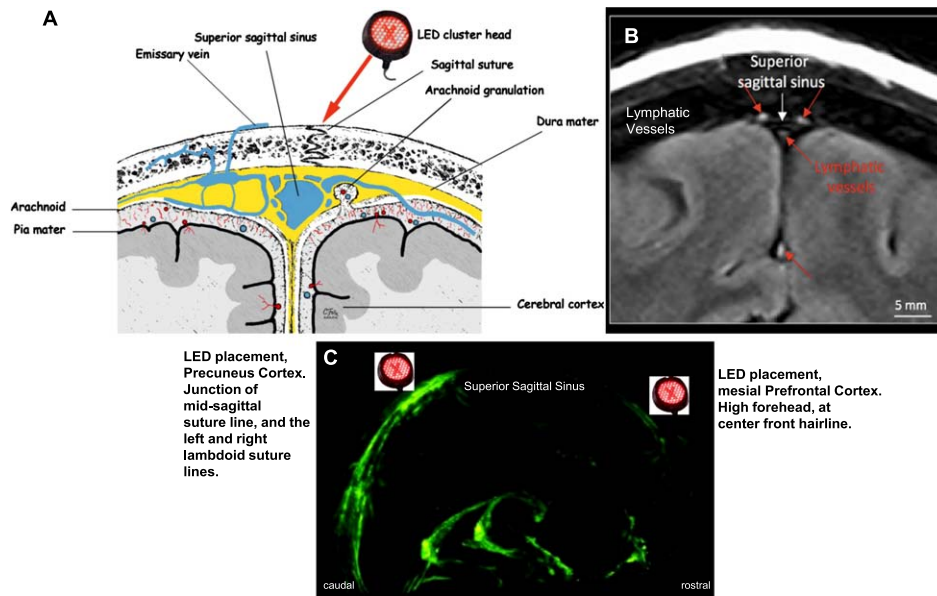 A
Superior sagittal sinus
Emissary vein
LED cluster head
Sagittal suture
Arachnoid granulation
Dura mater
Arachnoid
Pia mater
Cerebral cortex
B
Superior
sagittal sinus
Lymphatic
Vessels
Lymphatic
vessels
5 mm
LED placement,
Precuneus Cortex.
Junction of
mid-sagittal
suture line, and the
left and right
lambdoid suture
lines.
C
Superior Sagittal Sinus
caudal
rostral
LED placement,
mesial Prefrontal Cortex.
High forehead, at
center front hairline.